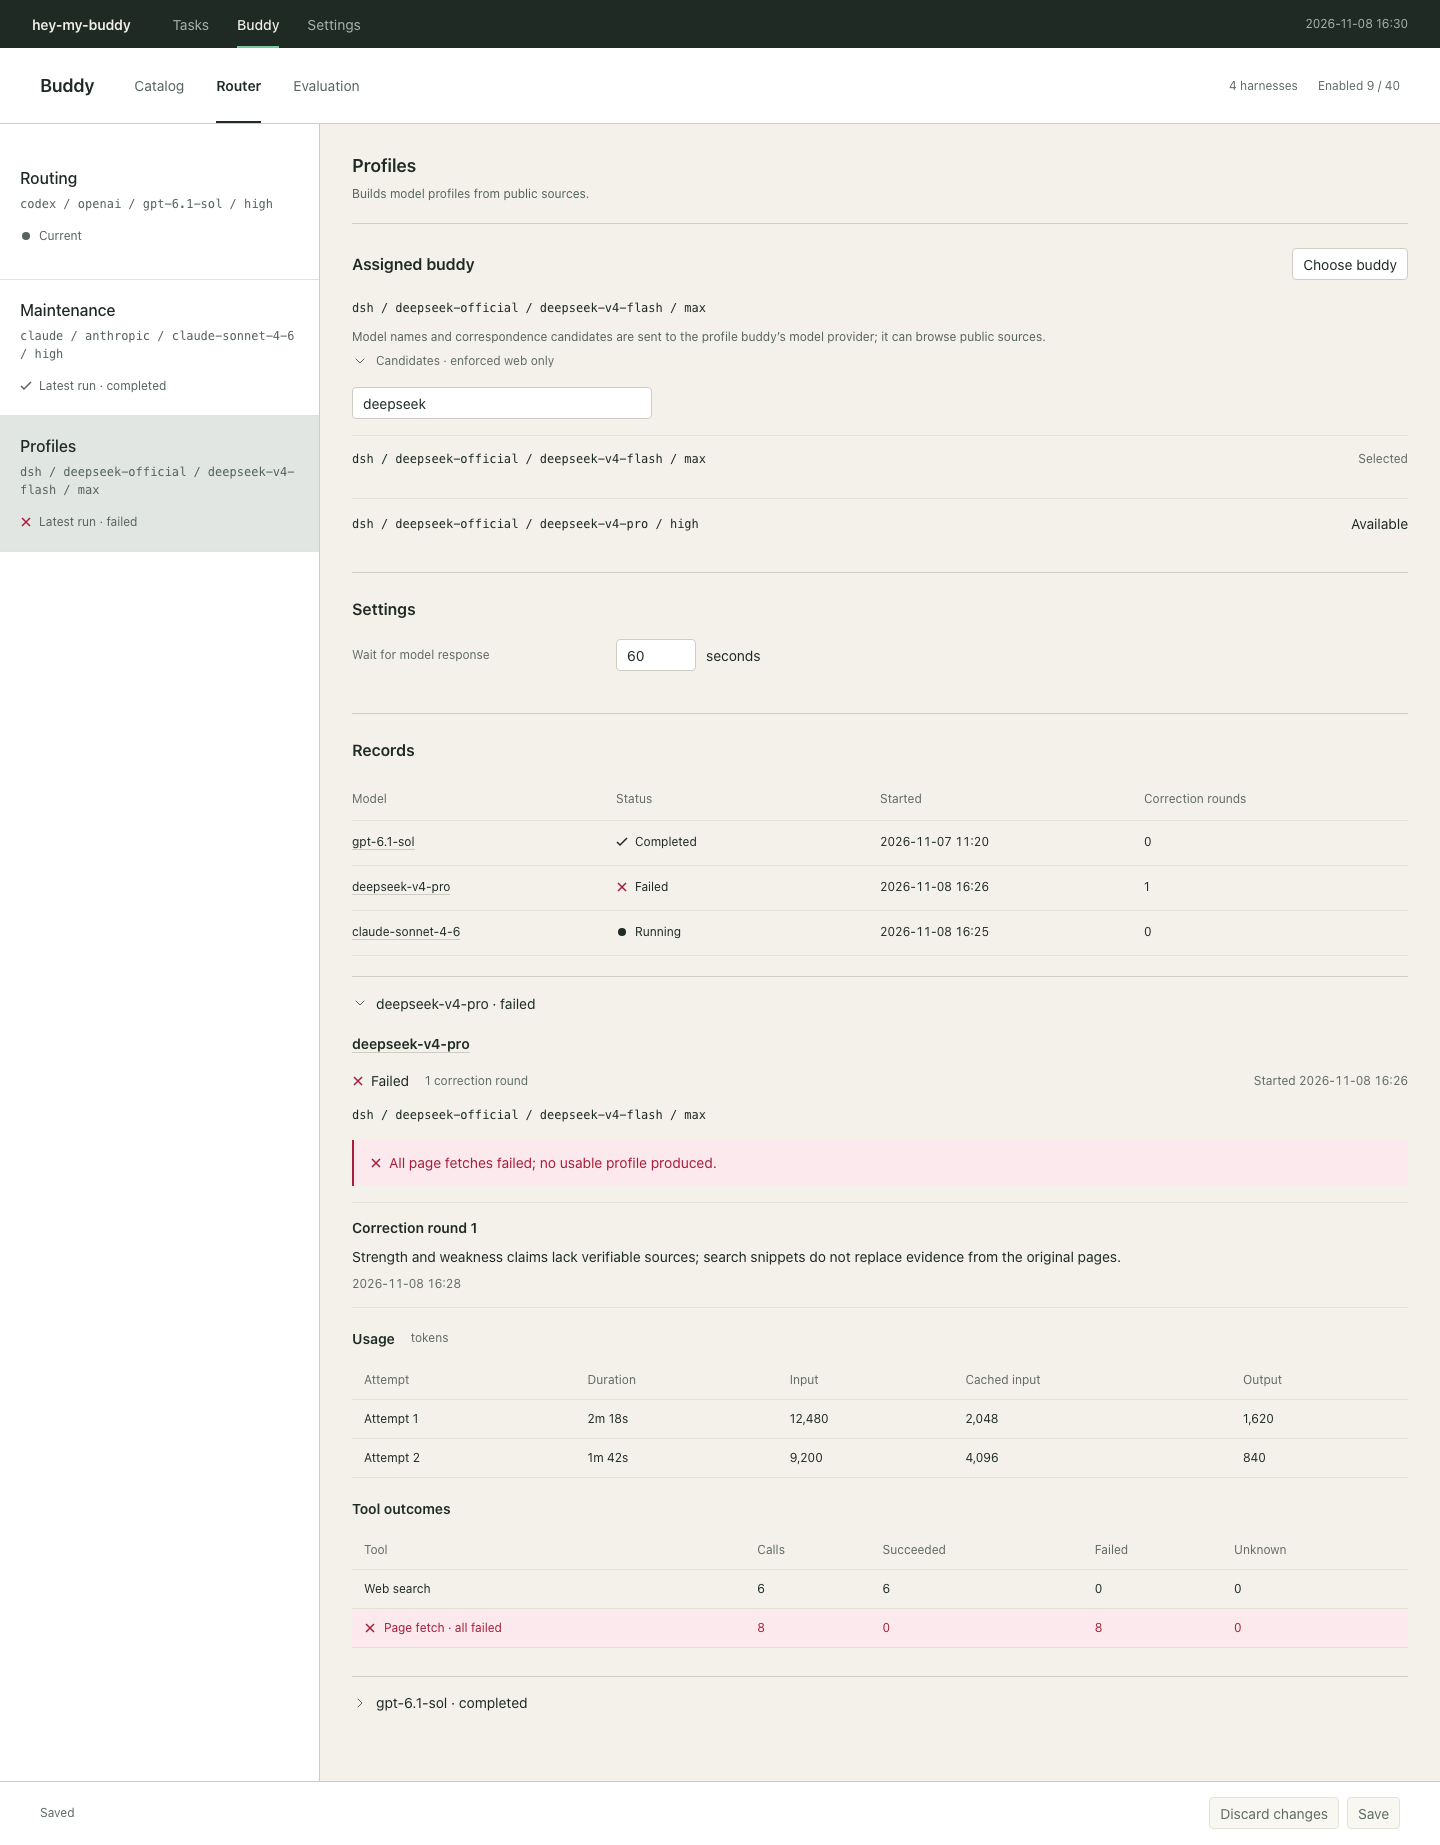 hey-my-buddy Tasks Buddy Settings 2026-11-08 16:30
Buddy Catalog Router Evaluation 4 harnesses Enabled 9 / 40
Routing
codex / openai / gpt-6.1-sol / high
Current
Maintenance
claude / anthropic / claude-sonnet-4-6
/ high
Latest run · completed
Profiles
dsh / deepseek-official / deepseek-v4-
flash / max
Latest run · failed
Profiles
Builds model profiles from public sources.
Assigned buddy Choose buddy
dsh / deepseek-official / deepseek-v4-flash / max
Model names and correspondence candidates are sent to the profile buddy's model provider; it can browse public sources.
Candidates · enforced web only
deepseek
dsh / deepseek-official / deepseek-v4-flash / max Selected
dsh / deepseek-official / deepseek-v4-pro / high Available
Settings
Wait for model response 60 seconds
Records
Model Status Started Correction rounds
gpt-6.1-sol Completed 2026-11-07 11:20 0
deepseek-v4-pro Failed 2026-11-08 16:26 1
claude-sonnet-4-6 Running 2026-11-08 16:25 0
deepseek-v4-pro · failed
deepseek-v4-pro
Failed 1 correction round Started 2026-11-08 16:26
dsh / deepseek-official / deepseek-v4-flash / max
All page fetches failed; no usable profile produced.
Correction round 1
Strength and weakness claims lack verifiable sources; search snippets do not replace evidence from the original pages.
2026-11-08 16:28
Usage tokens
Attempt Duration Input Cached input Output
Attempt 1 2m 18s 12,480 2,048 1,620
Attempt 2 1m 42s 9,200 4,096 840
Tool outcomes
Tool Calls Succeeded Failed Unknown
Web search 6 6 0 0
Page fetch · all failed 8 0 8 0
gpt-6.1-sol · completed
Saved Discard changes Save